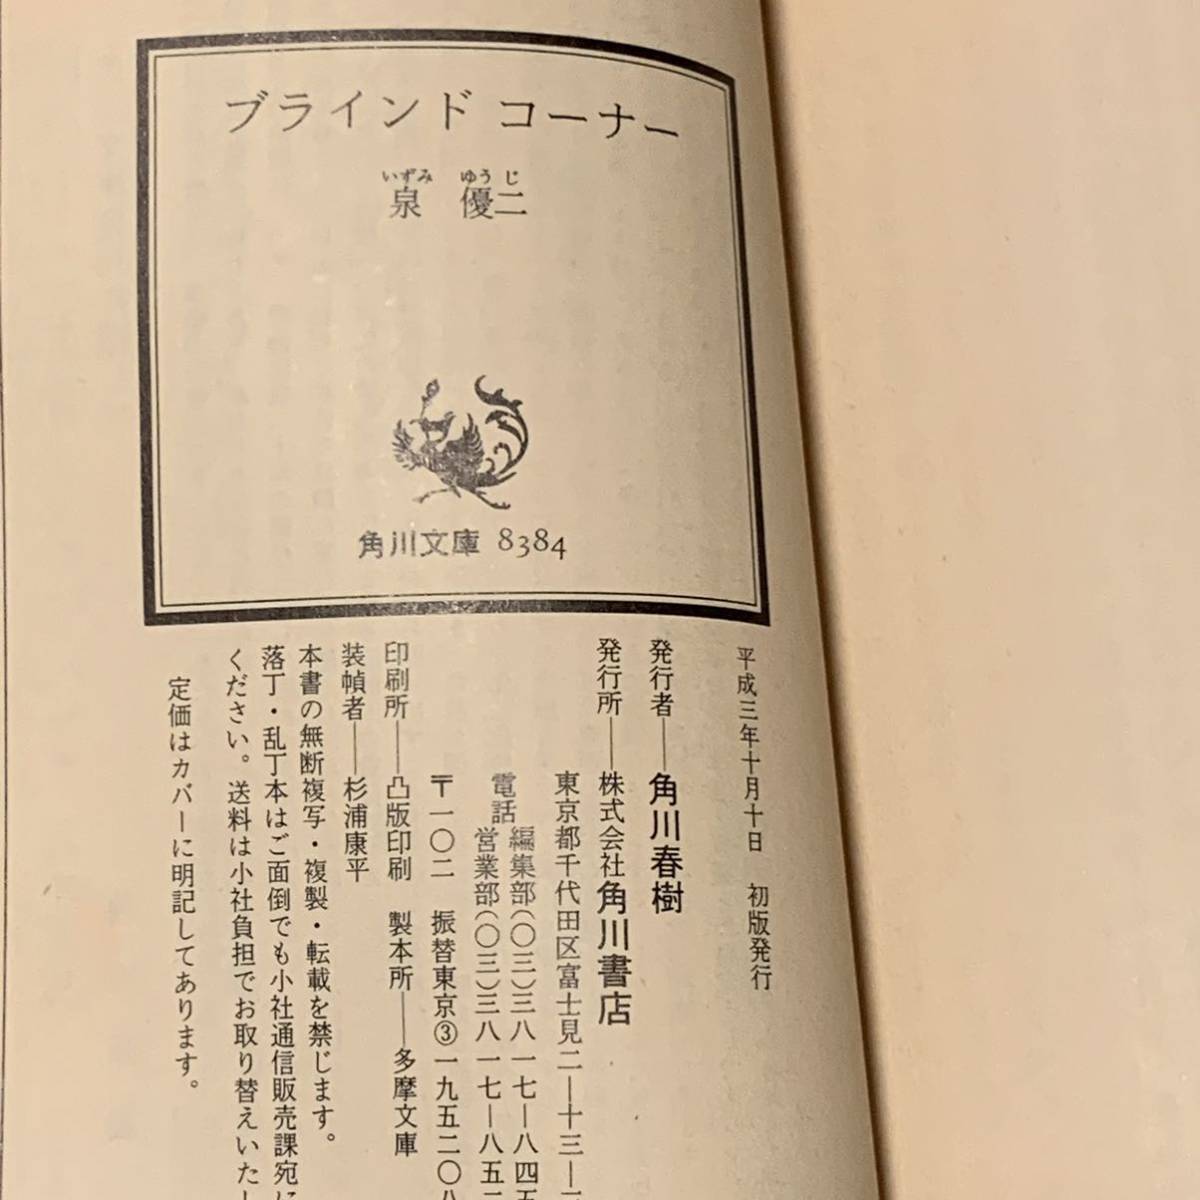 ブラインド コーナー
いずみ ゆうじ
泉 優二
角川文庫 8384
平成三年十月十日 初版発行
発行者――角川春樹
発行所――株式会社角川書店
東京都千代田区富士見二―十三―
電話 編集部(〇三)三八一七―八四五
営業部(〇三)三八一七―八五二
〒一〇二 振替東京③一九五二〇八
印刷所――凸版印刷 製本所――多摩文庫
装幀者――杉浦康平
本書の無断複写・複製・転載を禁じます。
落丁・乱丁本はご面倒でも小社通信販売課宛に
ください。送料は小社負担でお取り替えいたし
定価はカバーに明記してあります。